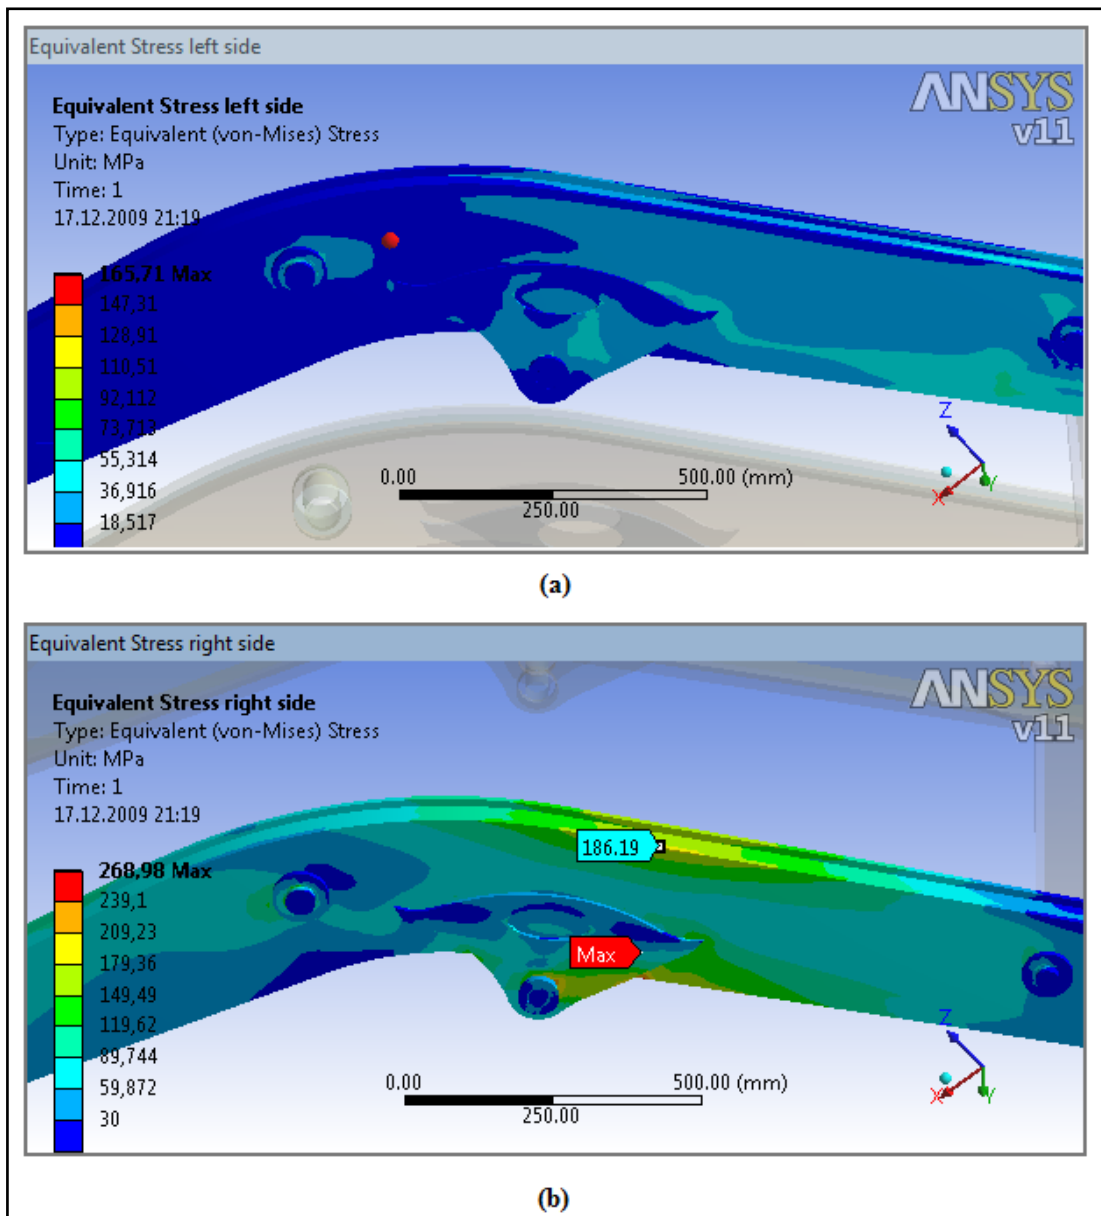 Equivalent Stress left side
ANSYS
v11
Equivalent Stress left side
Type: Equivalent (von-Mises) Stress
Unit: MPa
Time: 1
17.12.2009 21:19
165,71 Max
147,31
128,91
110,51
92,112
73,713
55,314
36,916
18,517
0.00
500.00 (mm)
250.00
Z
X
Y
(a)
Equivalent Stress right side
ANSYS
v11
Equivalent Stress right side
Type: Equivalent (von-Mises) Stress
Unit: MPa
Time: 1
17.12.2009 21:19
186.19
268,98 Max
239,1
209,23
179,36
149,49
119,62
89,744
59,872
30
Max
0.00
500.00 (mm)
250.00
Z
X
Y
(b)